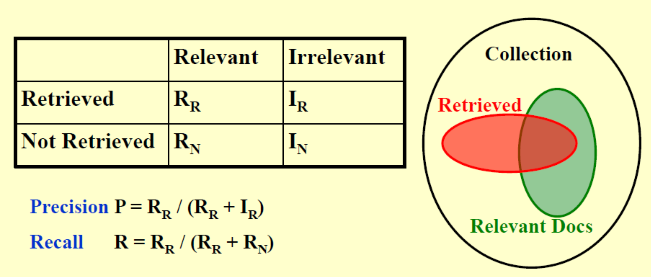 Relevant Irrelevant
Retrieved R_R I_R
Not Retrieved R_N I_N
Precision P = R_R / (R_R + I_R)
Recall R = R_R / (R_R + R_N)
Collection
Retrieved
Relevant Docs